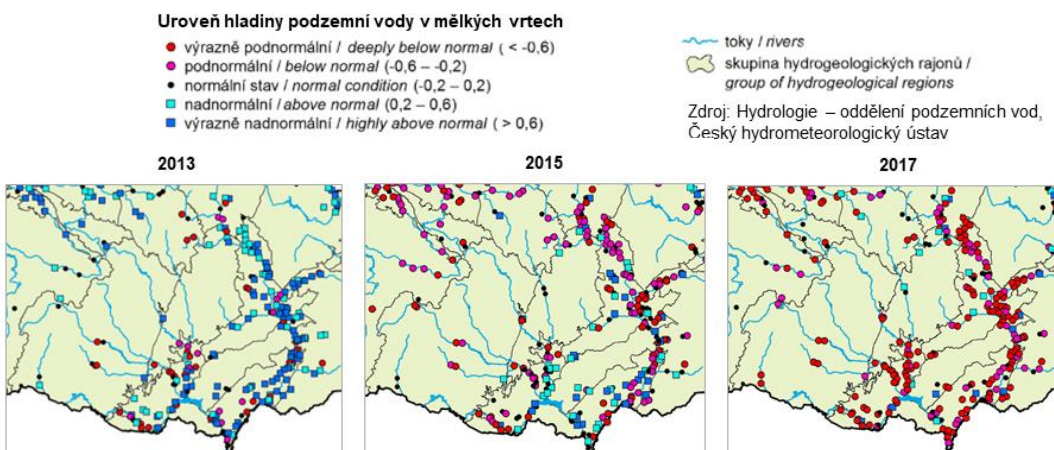 Uroveň hladiny podzemní vody v mělkých vrtech
výrazně podnormální / deeply below normal ( < -0,6)
podnormální / below normal (-0,6 – -0,2)
normální stav / normal condition (-0,2 – 0,2)
nadnormální / above normal (0,2 – 0,6)
výrazně nadnormální / highly above normal ( > 0,6)
toky / rivers
skupina hydrogeologických rajonů /
group of hydrogeological regions
Zdroj: Hydrologie – oddělení podzemních vod,
Český hydrometeorologický ústav
2013
2015
2017